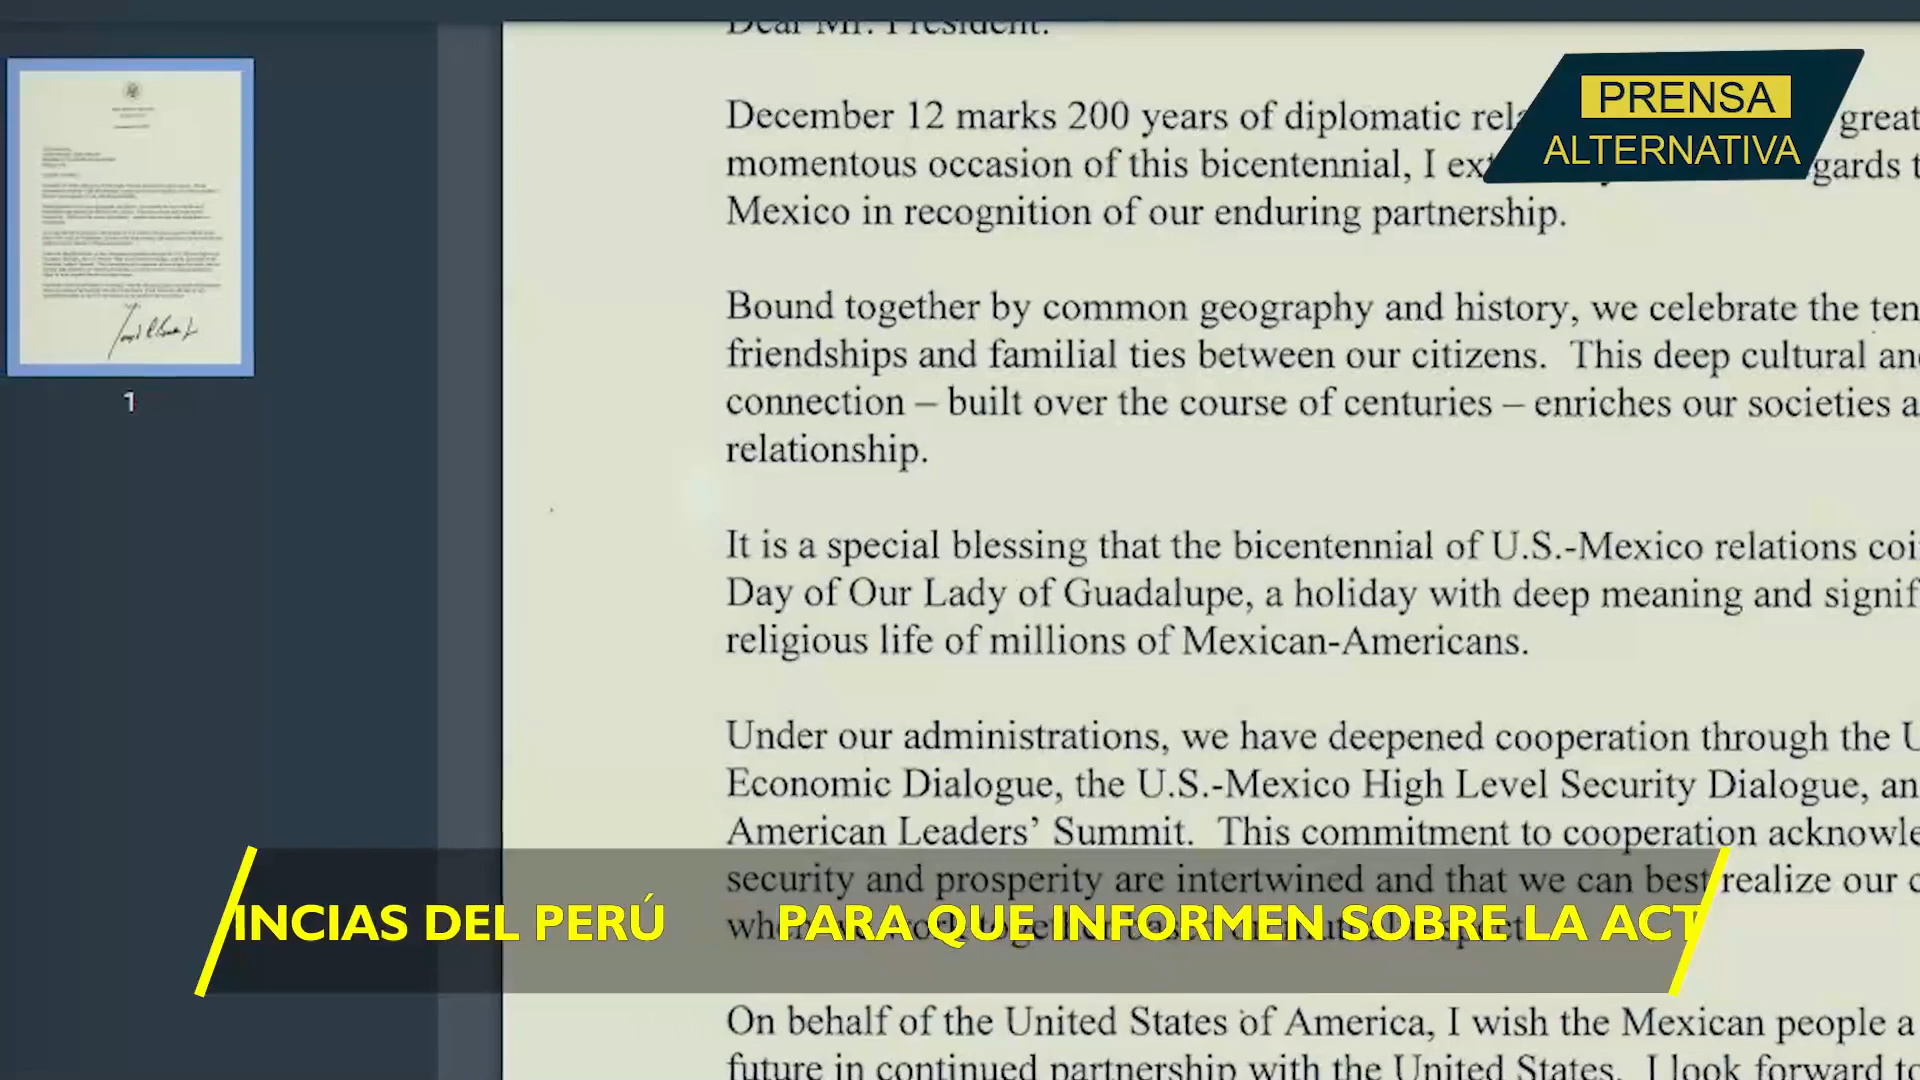 Dear Mr. President:
PRENSA
ALTERNATIVA
December 12 marks 200 years of diplomatic great
momentous occasion of this bicentennial, I
Mexico in recognition of our enduring partnership.
Bound together by common geography and history, we celebrate the ten
friendships and familial ties between our citizens. This deep cultural an
connection – built over the course of centuries – enriches our societies a
relationship.
It is a special blessing that the bicentennial of U.S.-Mexico relations coi
Day of Our Lady of Guadalupe, a holiday with deep meaning and signif
religious life of millions of Mexican-Americans.
Under our administrations, we have deepened cooperation through the U
Economic Dialogue, the U.S.-Mexico High Level Security Dialogue, an
American Leaders’ Summit. This commitment to cooperation acknowle
security and prosperity are intertwined and that we can best realize our c
INCIAS DEL PERÚ PARA QUE INFORMEN SOBRE LA ACT
On behalf of the United States of America, I wish the Mexican people a
future in continued partnership with the United States. I look forward to
1